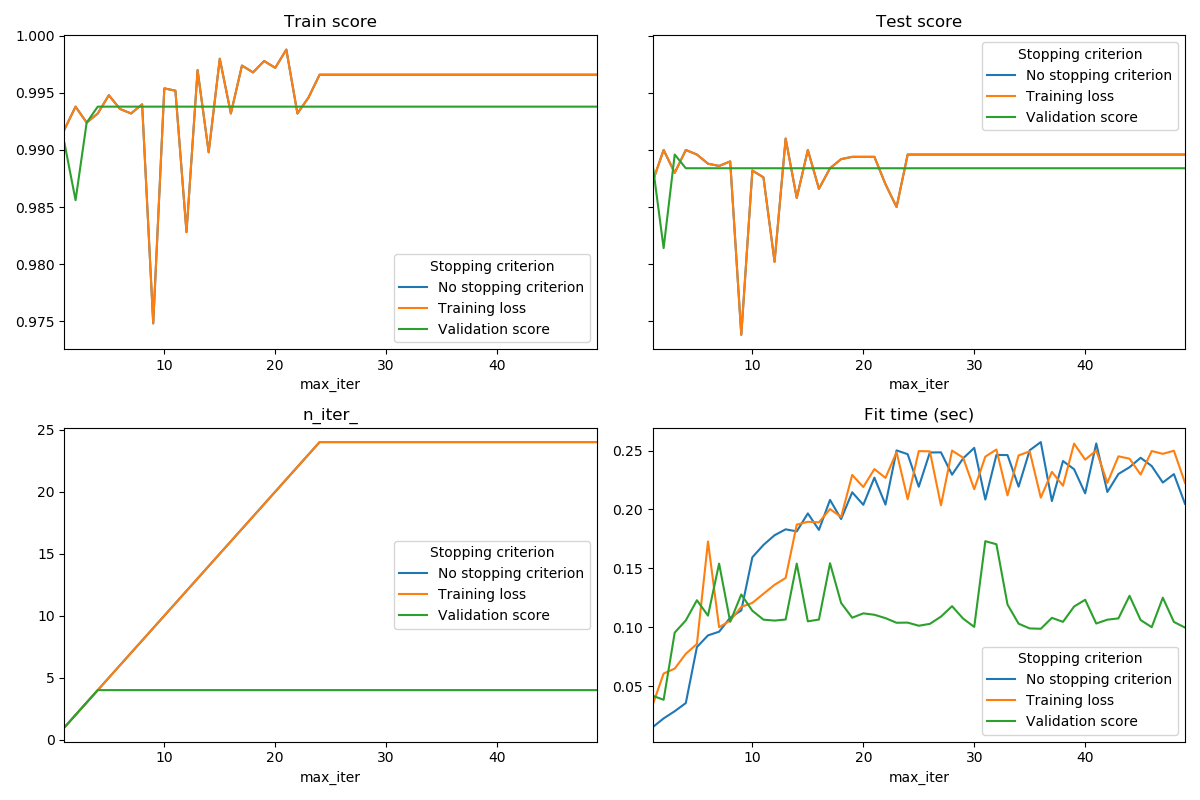 Train score
1.000
0.995
0.990
0.985
0.980
0.975
Stopping criterion
No stopping criterion
Training loss
Validation score
10
20
30
40
max_iter
Test score
Stopping criterion
No stopping criterion
Training loss
Validation score
10
20
30
40
max_iter
n_iter_
25
20
15
10
5
0
Stopping criterion
No stopping criterion
Training loss
Validation score
10
20
30
40
max_iter
Fit time (sec)
0.25
0.20
0.15
0.10
0.05
Stopping criterion
No stopping criterion
Training loss
Validation score
10
20
30
40
max_iter